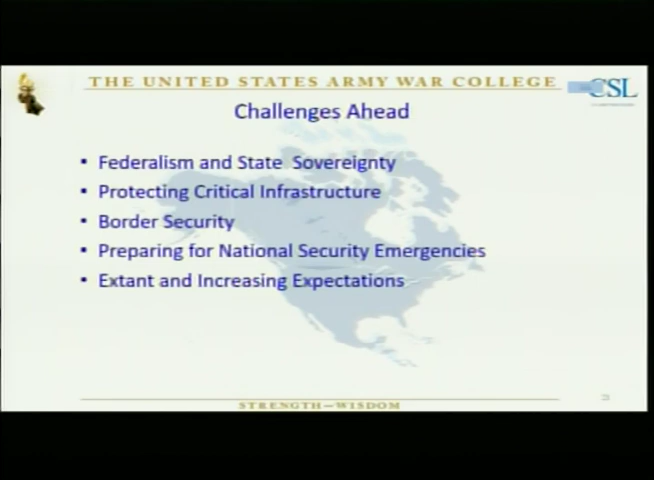 THE UNITED STATES ARMY WAR COLLEGE
CSL
Challenges Ahead
▪ Federalism and State Sovereignty
▪ Protecting Critical Infrastructure
▪ Border Security
▪ Preparing for National Security Emergencies
▪ Extant and Increasing Expectations
STRENGTH—WISDOM